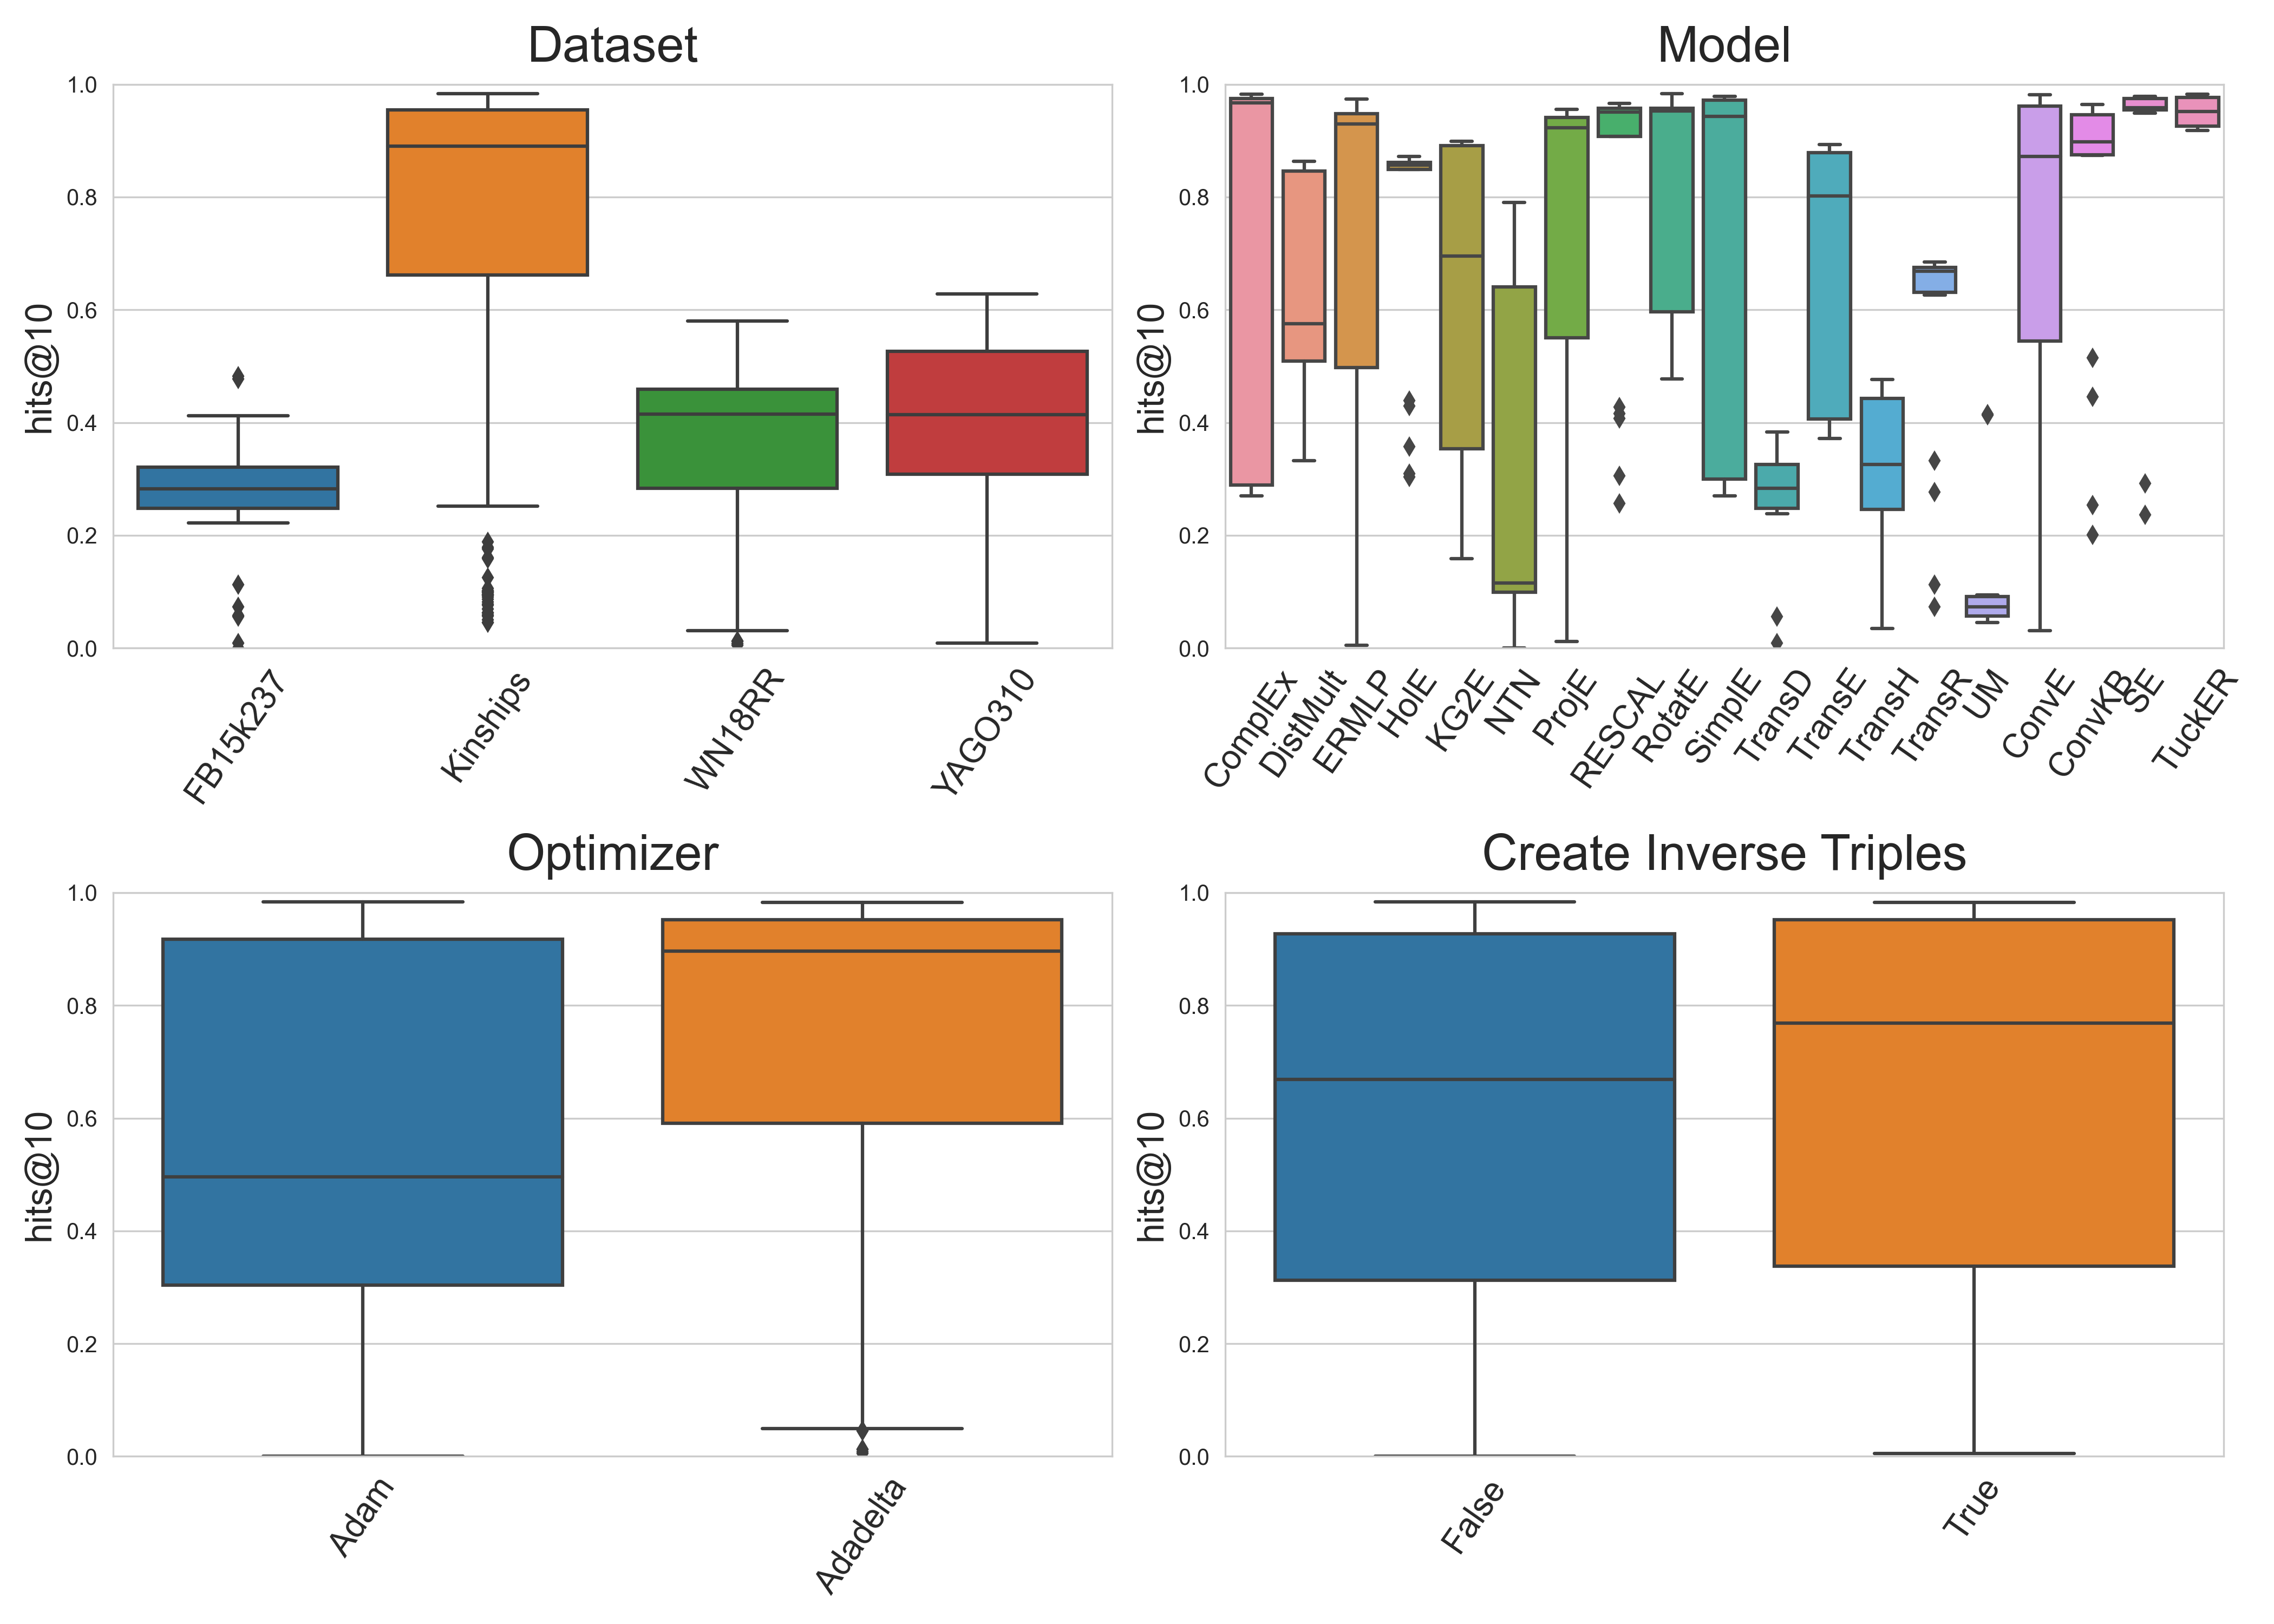 Dataset
hits@10
1.0
0.8
0.6
0.4
0.2
0.0
FB15k237
Kinships
WN18RR
YAGO310
Model
hits@10
1.0
0.8
0.6
0.4
0.2
0.0
ComplEx
DistMult
ERMLP
HolE
KG2E
NTN
ProjE
RESCAL
RotatE
SimplE
TransD
TransE
TransH
TransR
UM
ConvE
ConvKB
SE
TuckER
Optimizer
hits@10
1.0
0.8
0.6
0.4
0.2
0.0
Adam
Adadelta
Create Inverse Triples
hits@10
1.0
0.8
0.6
0.4
0.2
0.0
False
True